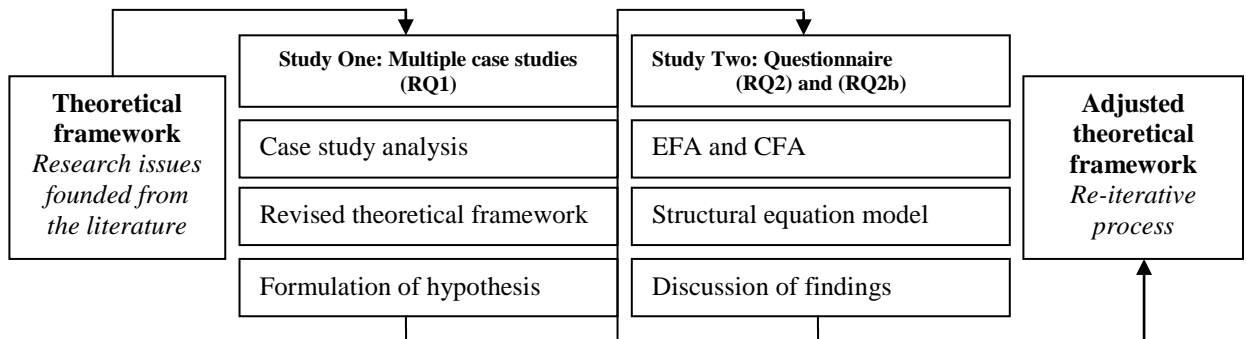 Theoretical
framework
Research issues
founded from
the literature
Study One: Multiple case studies
(RQ1)
Case study analysis
Revised theoretical framework
Formulation of hypothesis
Study Two: Questionnaire
(RQ2) and (RQ2b)
EFA and CFA
Structural equation model
Discussion of findings
Adjusted
theoretical
framework
Re-iterative
process